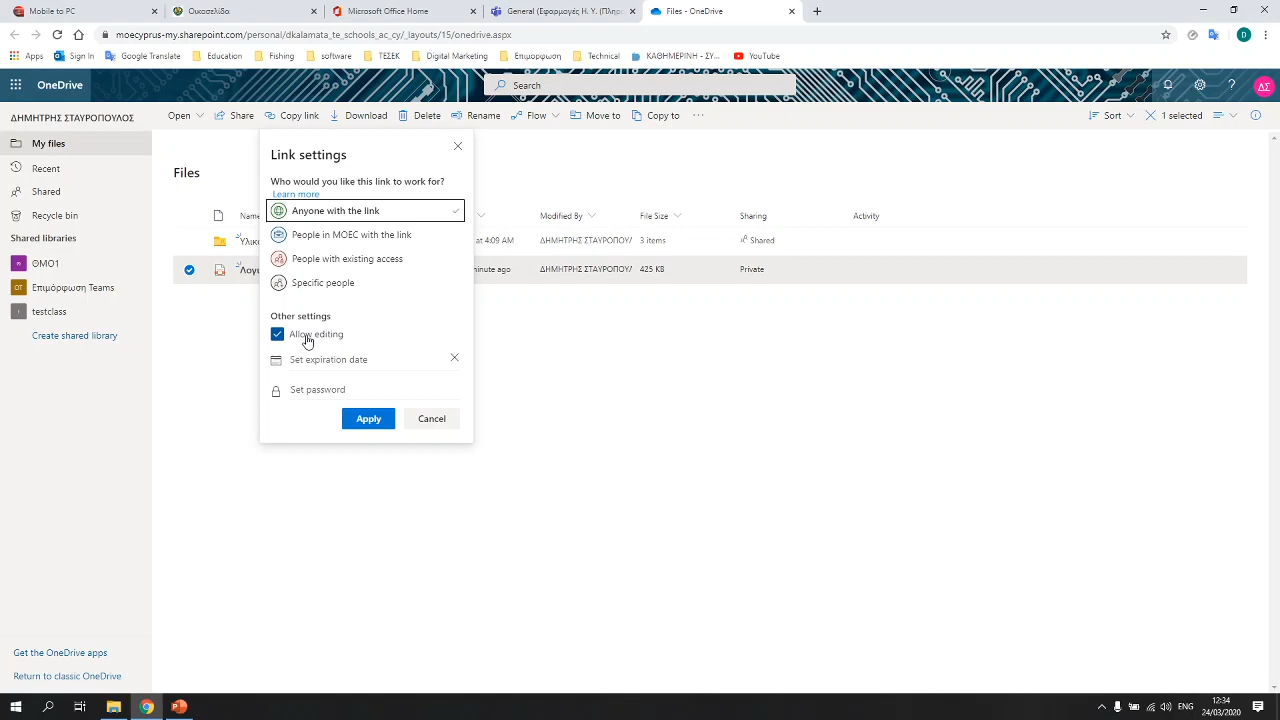 Mobile to PC
Οικοσελίδα
Microsoft Office Home
General (Εφαρμογές Η. Υ. (Πληρ
Files - OneDrive
moecyprus-my.sharepoint.com/personal/dkalamata_te_schools_ac_cy/_layouts/15/onedrive.aspx
D
Apps
Sign In
Google Translate
Education
Fishing
software
ΤΕΣΕΚ
Digital Marketing
Επιμορφωση
Technical
ΚΑΘΗΜΕΡΙΝΗ - ΣΥ...
YouTube
OneDrive
Search
ΔΣ
ΔΗΜΗΤΡΗΣ ΣΤΑΥΡΟΠΟΥΛΟΣ
Open
Share
Copy link
Download
Delete
Rename
Flow
Move to
Copy to
Sort
1 selected
My files
Recent
Shared
Recycle bin
Shared libraries
ΘΜΟ1
Επιμόρφωση Teams
testclass
Create shared library
Get the OneDrive apps
Return to classic OneDrive
Files
Modified By
File Size
Sharing
Activity
at 4:09 AM
ΔΗΜΗΤΡΗΣ ΣΤΑΥΡΟΠΟΥ
3 items
Shared
minute ago
ΔΗΜΗΤΡΗΣ ΣΤΑΥΡΟΠΟΥ
425 KB
Private
Link settings
Who would you like this link to work for?
Learn more
Anyone with the link
People in MOEC with the link
People with existing access
Specific people
Other settings
Allow editing
Set expiration date
Set password
Apply
Cancel
ENG
12:34
24/03/2020